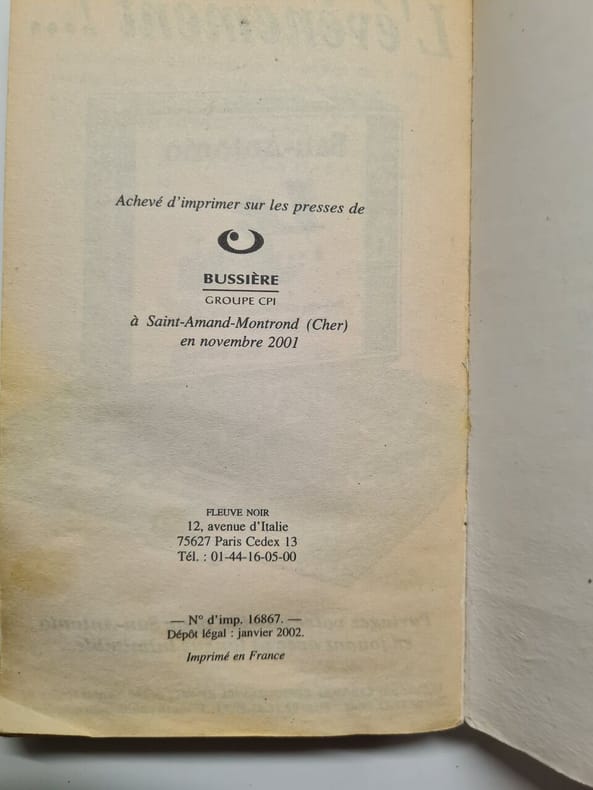 Achevé d'imprimer sur les presses de
BUSSIÈRE
GROUPE CPI
à Saint-Amand-Montrond (Cher)
en novembre 2001
FLEUVE NOIR
12, avenue d'Italie
75627 Paris Cedex 13
Tél. : 01-44-16-05-00
— N° d'imp. 16867. —
Dépôt légal : janvier 2002.
Imprimé en France